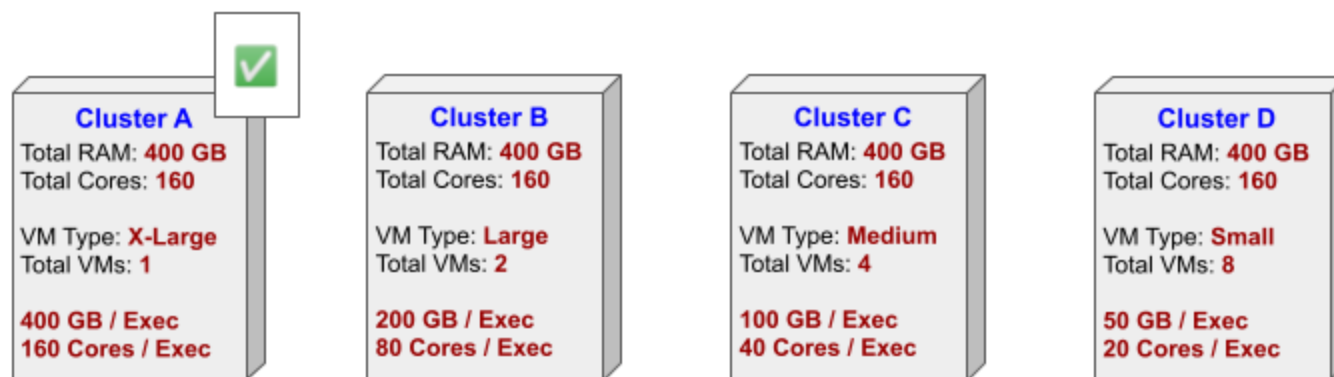 Cluster A
Total RAM: 400 GB
Total Cores: 160
VM Type: X-Large
Total VMs: 1
400 GB / Exec
160 Cores / Exec
Cluster B
Total RAM: 400 GB
Total Cores: 160
VM Type: Large
Total VMs: 2
200 GB / Exec
80 Cores / Exec
Cluster C
Total RAM: 400 GB
Total Cores: 160
VM Type: Medium
Total VMs: 4
100 GB / Exec
40 Cores / Exec
Cluster D
Total RAM: 400 GB
Total Cores: 160
VM Type: Small
Total VMs: 8
50 GB / Exec
20 Cores / Exec